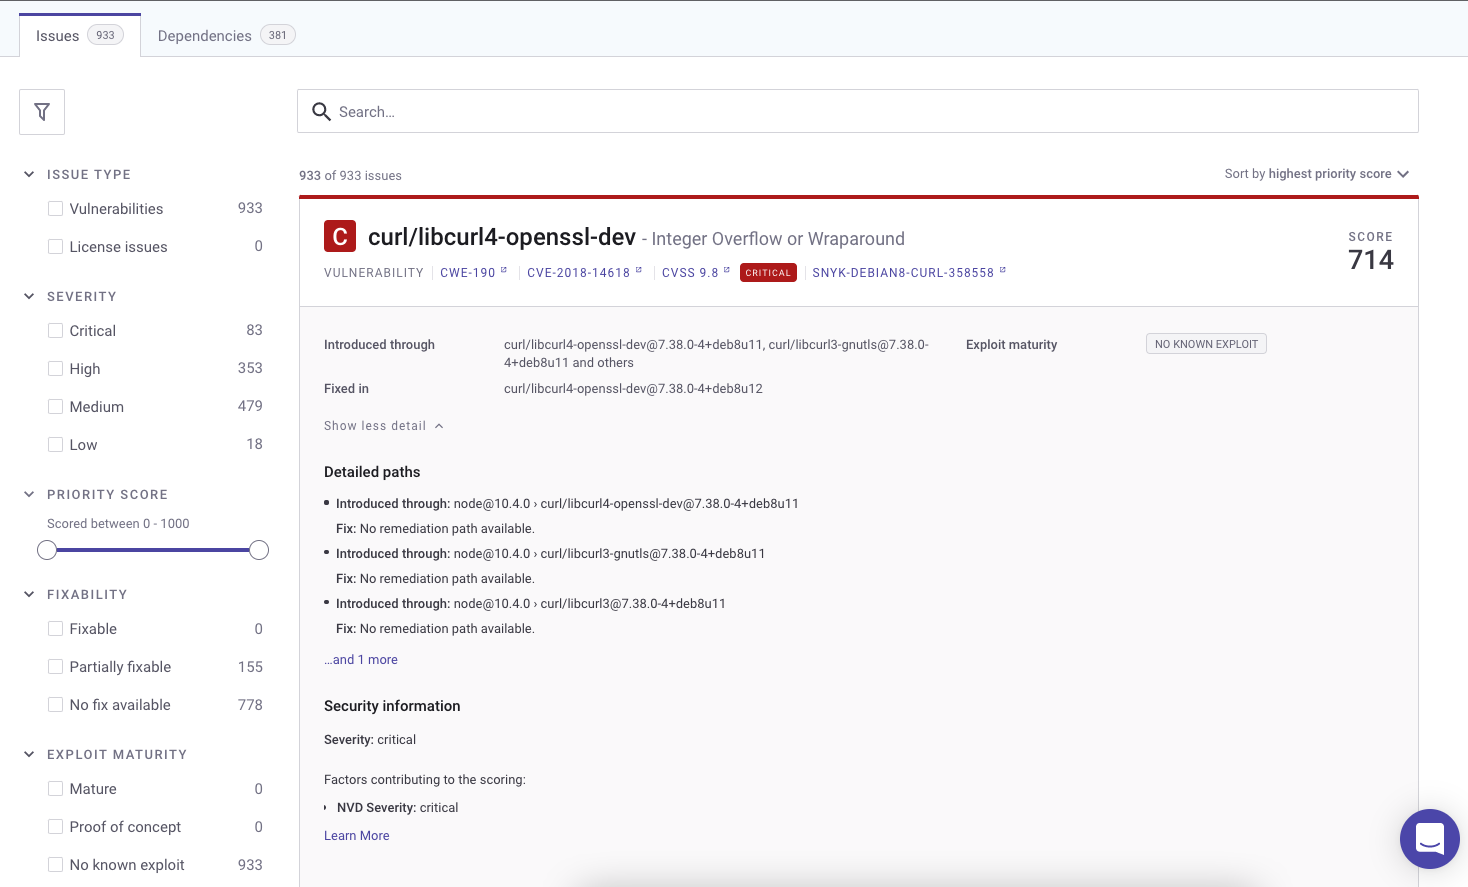 Issues 933
Dependencies 381
Search...
ISSUE TYPE
Vulnerabilities 933
License issues 0
SEVERITY
Critical 83
High 353
Medium 479
Low 18
PRIORITY SCORE
Scored between 0 - 1000
FIXABILITY
Fixable 0
Partially fixable 155
No fix available 778
EXPLOIT MATURITY
Mature 0
Proof of concept 0
No known exploit 933
933 of 933 issues
Sort by highest priority score
C curl/libcurl4-openssl-dev - Integer Overflow or Wraparound
VULNERABILITY CWE-190 CVE-2018-14618 CVSS 9.8 CRITICAL SNYK-DEBIAN8-CURL-358558
SCORE
714
Introduced through
curl/libcurl4-openssl-dev@7.38.0-4+deb8u11, curl/libcurl3-gnutls@7.38.0-
4+deb8u11 and others
Exploit maturity NO KNOWN EXPLOIT
Fixed in curl/libcurl4-openssl-dev@7.38.0-4+deb8u12
Show less detail
Detailed paths
• Introduced through: node@10.4.0 › curl/libcurl4-openssl-dev@7.38.0-4+deb8u11
Fix: No remediation path available.
• Introduced through: node@10.4.0 › curl/libcurl3-gnutls@7.38.0-4+deb8u11
Fix: No remediation path available.
• Introduced through: node@10.4.0 › curl/libcurl3@7.38.0-4+deb8u11
Fix: No remediation path available.
...and 1 more
Security information
Severity: critical
Factors contributing to the scoring:
NVD Severity: critical
Learn More